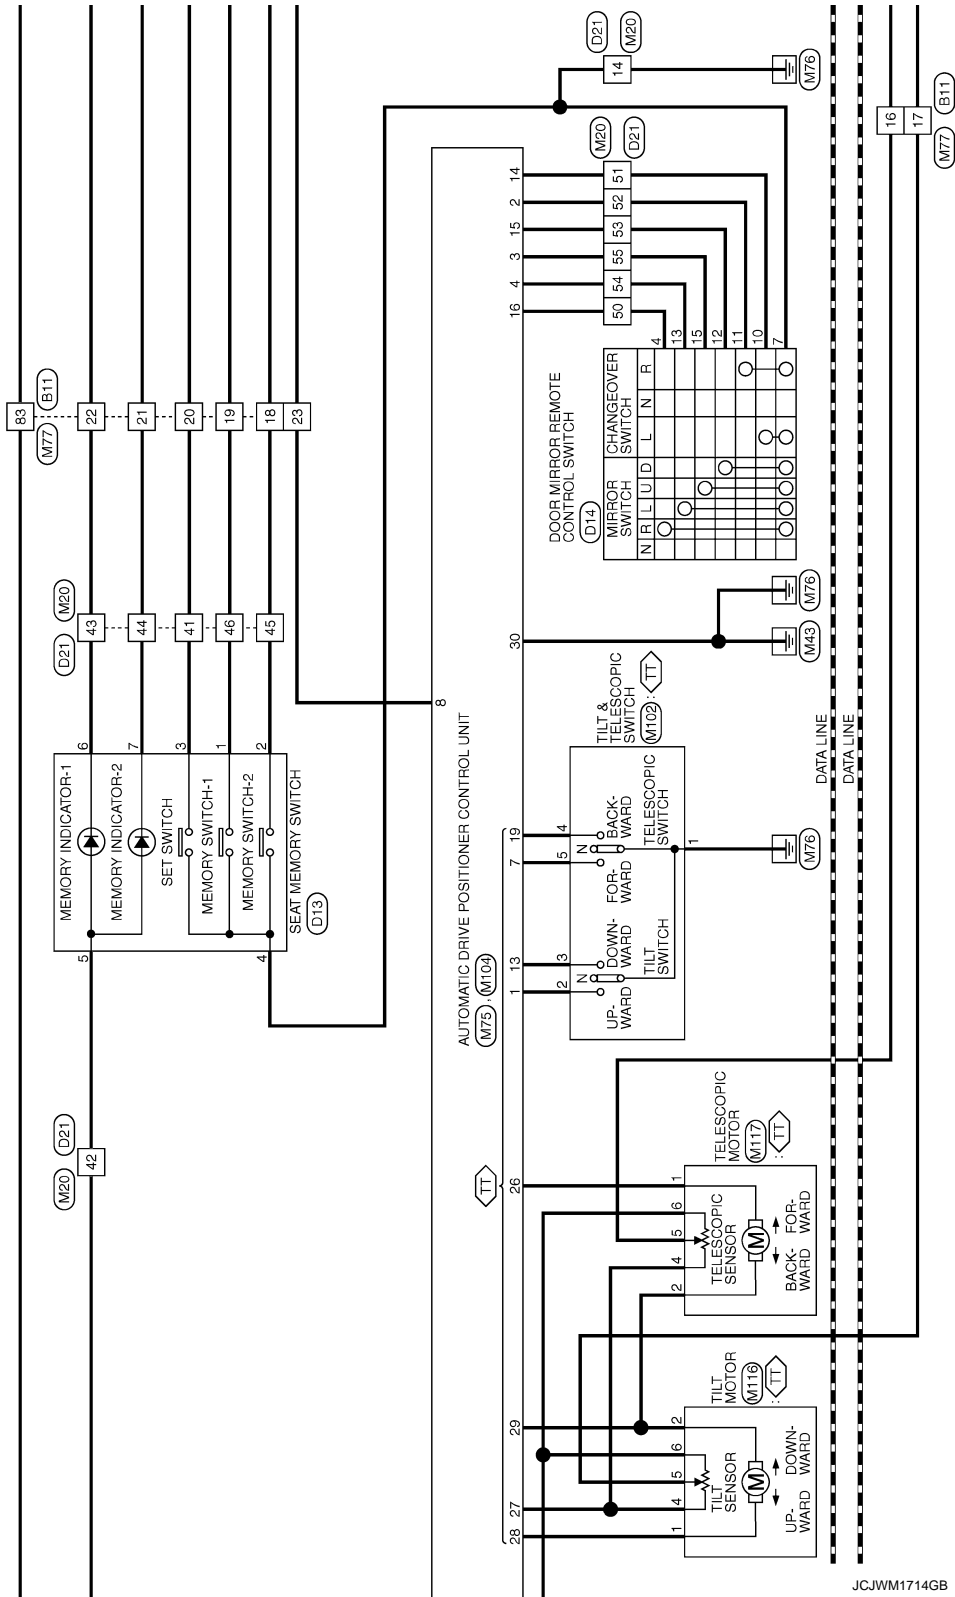 83
M77
B11
22
21
20
19
18
23
D21
M20
43
44
41
46
45
6
7
3
1
2
MEMORY INDICATOR-1
MEMORY INDICATOR-2
SET SWITCH
MEMORY SWITCH-1
MEMORY SWITCH-2
SEAT MEMORY SWITCH
D13
5
4
M20
D21
42
D21
M20
14
M76
M20
D21
51
52
53
55
54
50
14
2
15
3
4
16
8
AUTOMATIC DRIVE POSITIONER CONTROL UNIT
M75 , M104
DOOR MIRROR REMOTE
CONTROL SWITCH
D14
MIRROR
SWITCH
CHANGEOVER
SWITCH
N R L U D L N R
4
13
15
12
11
10
7
30
M43
M76
TILT &
TELESCOPIC
SWITCH
M102 : TT
19
7
13
1
4
5
3
2
N
BACK-
WARD
FOR-
WARD
TELESCOPIC
SWITCH
N
DOWN-
WARD
UP-
WARD
TILT
SWITCH
1
M76
TT
26
29
27
28
TELESCOPIC
MOTOR
M117
: TT
1
6
5
4
2
TELESCOPIC
SENSOR
M
BACK-
WARD
FOR-
WARD
TILT
MOTOR
M116
: TT
2
6
5
4
1
TILT
SENSOR
M
UP-
WARD
DOWN-
WARD
DATA LINE
DATA LINE
16
17
M77
B11
JCJWM1714GB